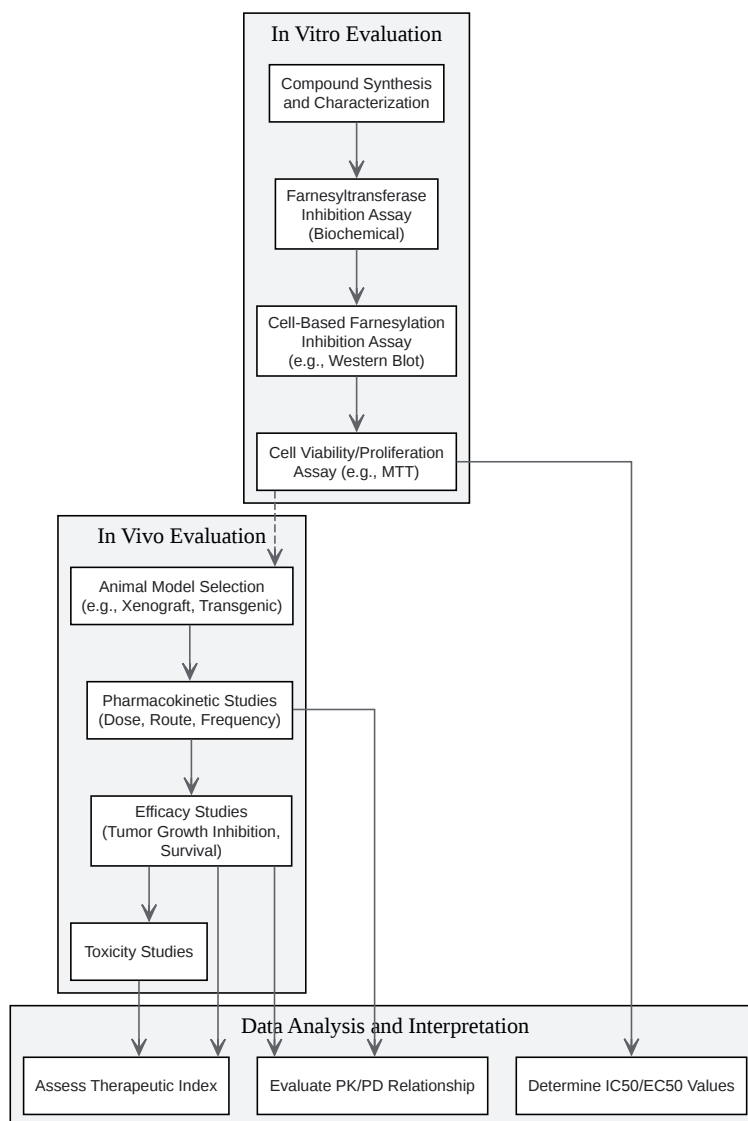 In Vitro Evaluation
Compound Synthesis
and Characterization
Farnesyltransferase
Inhibition Assay
(Biochemical)
Cell-Based Farnesylation
Inhibition Assay
(e.g., Western Blot)
Cell Viability/Proliferation
Assay (e.g., MTT)
In Vivo Evaluation
Animal Model Selection
(e.g., Xenograft, Transgenic)
Pharmacokinetic Studies
(Dose, Route, Frequency)
Efficacy Studies
(Tumor Growth Inhibition,
Survival)
Toxicity Studies
Data Analysis and Interpretation
Assess Therapeutic Index
Evaluate PK/PD Relationship
Determine IC50/EC50 Values